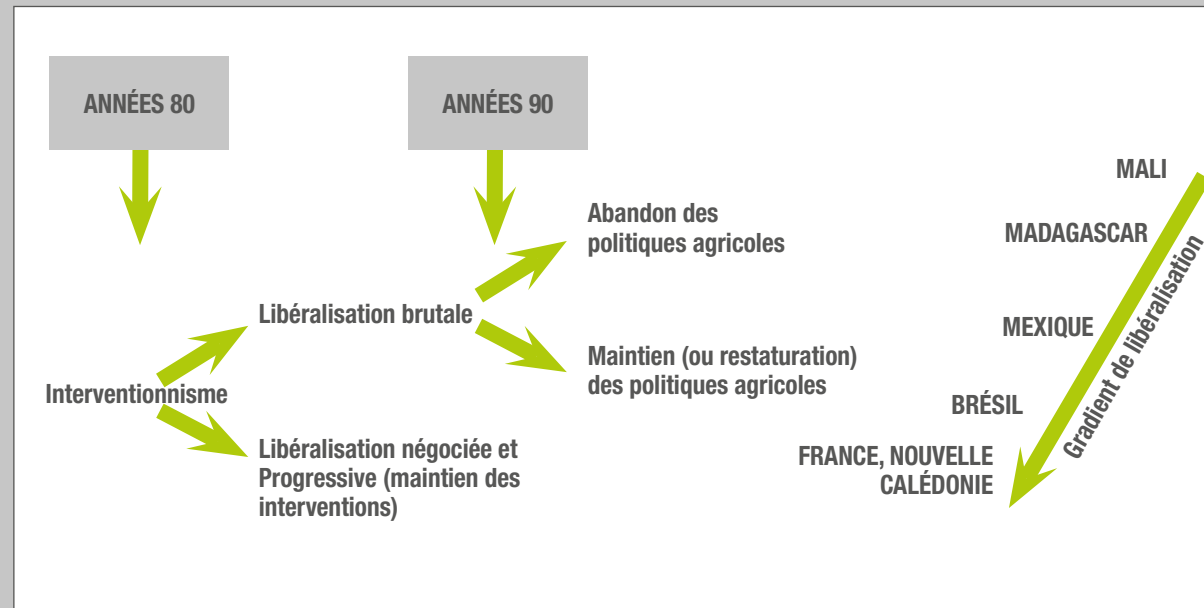 ANNÉES 80
ANNÉES 90
Interventionnisme
Libéralisation brutale
Libéralisation négociée et
Progressive (maintien des
interventions)
Abandon des
politiques agricoles
Maintien (ou restaturation)
des politiques agricoles
MALI
MADAGASCAR
MEXIQUE
BRÉSIL
FRANCE, NOUVELLE
CALÉDONIE
Gradient de libéralisation